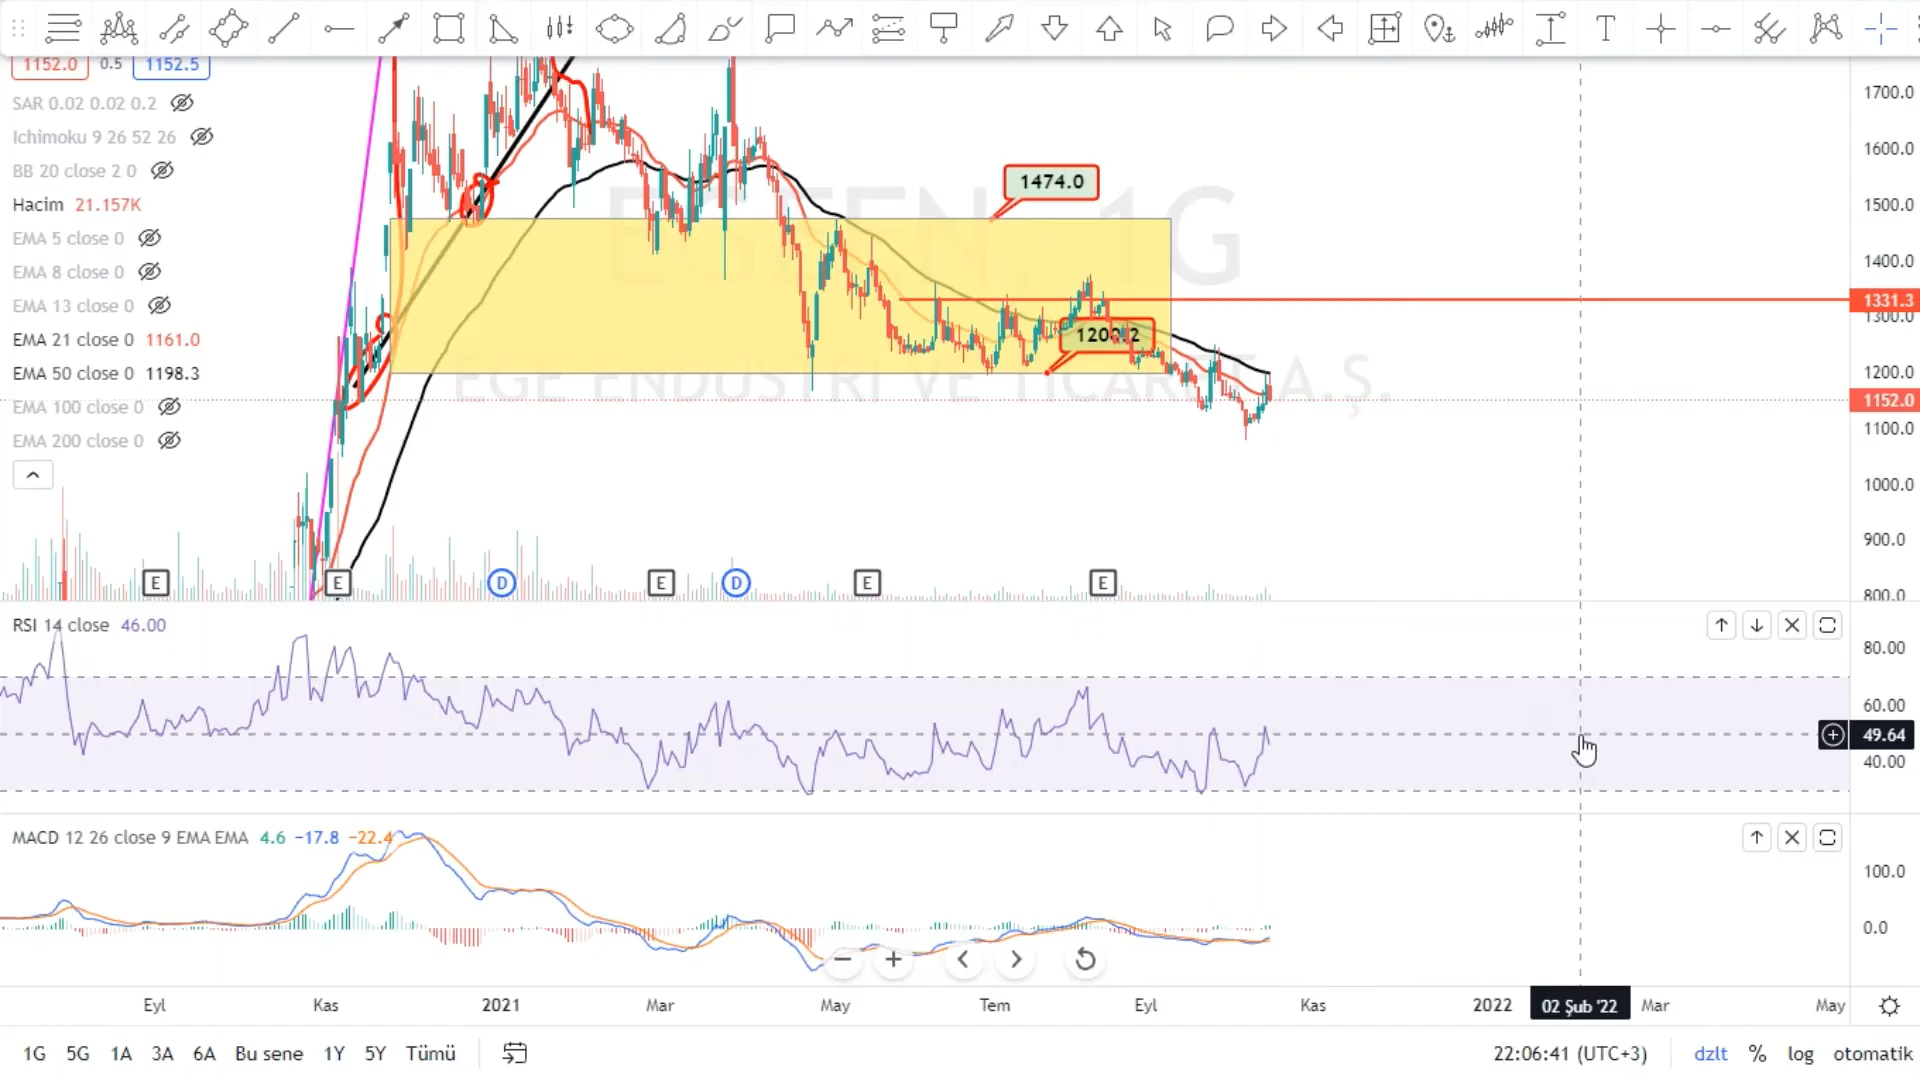 1152.0 0.5 1152.5
SAR 0.02 0.02 0.2
Ichimoku 9 26 52 26
BB 20 close 2 0
Hacim 21.157K
EMA 5 close 0
EMA 8 close 0
EMA 13 close 0
EMA 21 close 0 1161.0
EMA 50 close 0 1198.3
EMA 100 close 0
EMA 200 close 0
EGEEN, 1G
EGE ENDUSTRI VE TICARET A.Ş.
1474.0
1200.2
1700.0
1600.0
1500.0
1400.0
1331.3
1300.0
1200.0
1152.0
1100.0
1000.0
900.0
800.0
E E D E D E E
RSI 14 close 46.00
80.00
60.00
49.64
40.00
MACD 12 26 close 9 EMA EMA 4.6 −17.8 −22.4
100.0
0.0
Eyl Kas 2021 Mar May Tem Eyl Kas 2022 02 Şub '22 Mar May
1G 5G 1A 3A 6A Bu sene 1Y 5Y Tümü 22:06:41 (UTC+3) dzlt % log otomatik